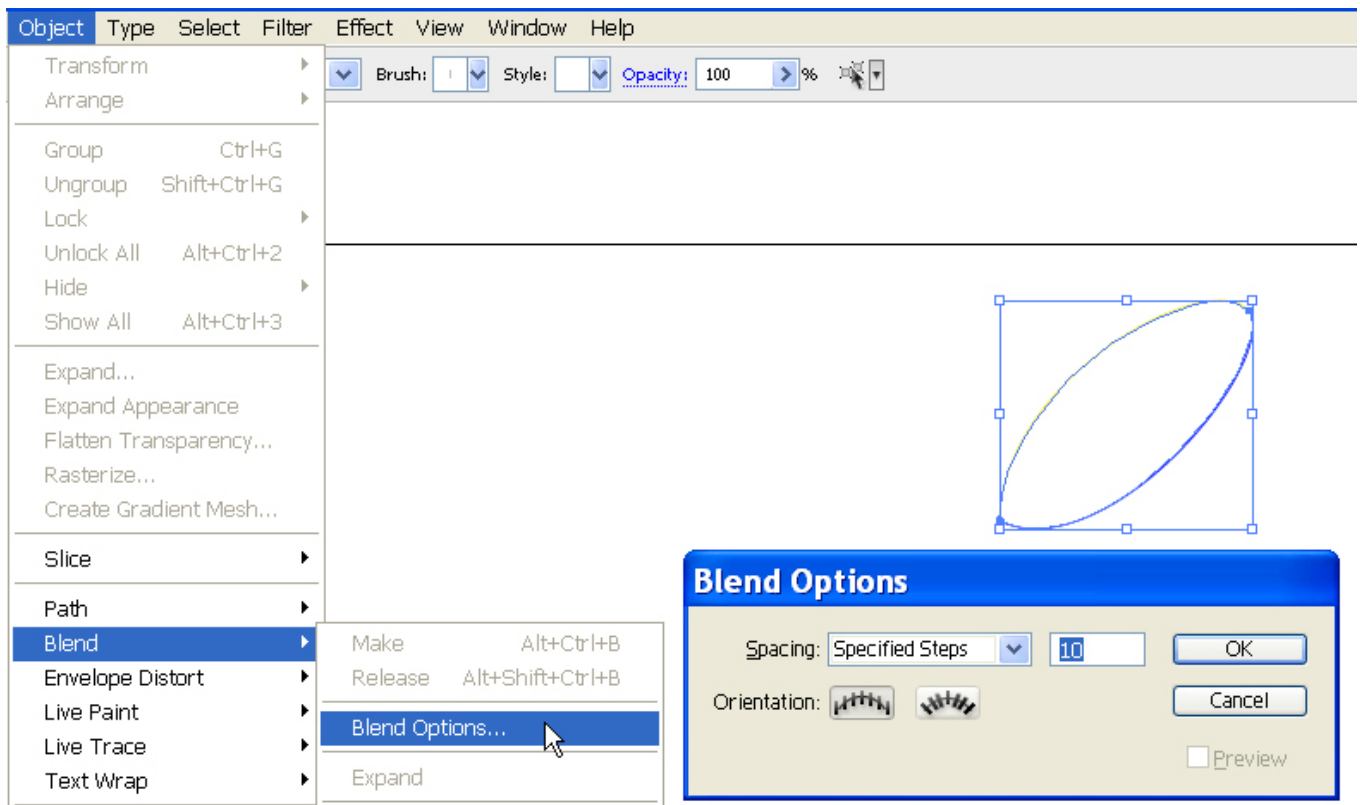 Object Type Select Filter Effect View Window Help
Brush: Style: Opacity: 100 %
Transform
Arrange
Group Ctrl+G
Ungroup Shift+Ctrl+G
Lock
Unlock All Alt+Ctrl+2
Hide
Show All Alt+Ctrl+3
Expand...
Expand Appearance
Flatten Transparency...
Rasterize...
Create Gradient Mesh...
Slice
Path
Blend
Envelope Distort
Live Paint
Live Trace
Text Wrap
Make Alt+Ctrl+B
Release Alt+Shift+Ctrl+B
Blend Options...
Expand
Blend Options
Spacing: Specified Steps 10 OK
Orientation: Cancel
Preview